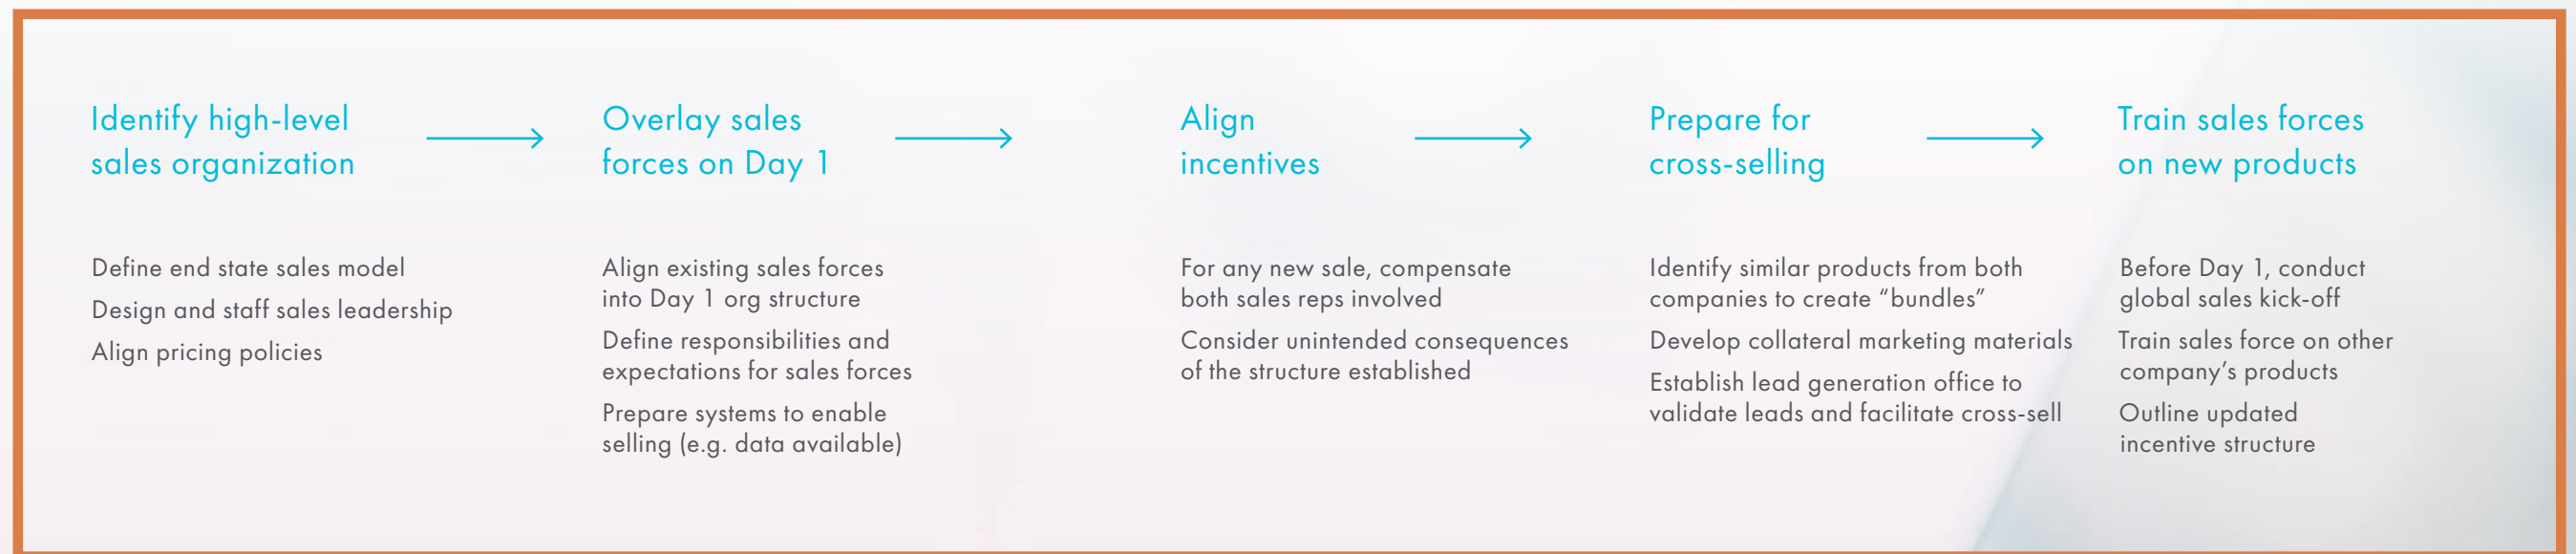 Identify high-level
sales organization
Define end state sales model
Design and staff sales leadership
Align pricing policies
Overlay sales
forces on Day 1
Align existing sales forces
into Day 1 org structure
Define responsibilities and
expectations for sales forces
Prepare systems to enable
selling (e.g. data available)
Align
incentives
For any new sale, compensate
both sales reps involved
Consider unintended consequences
of the structure established
Prepare for
cross-selling
Identify similar products from both
companies to create “bundles”
Develop collateral marketing materials
Establish lead generation office to
validate leads and facilitate cross-sell
Train sales forces
on new products
Before Day 1, conduct
global sales kick-off
Train sales force on other
company’s products
Outline updated
incentive structure